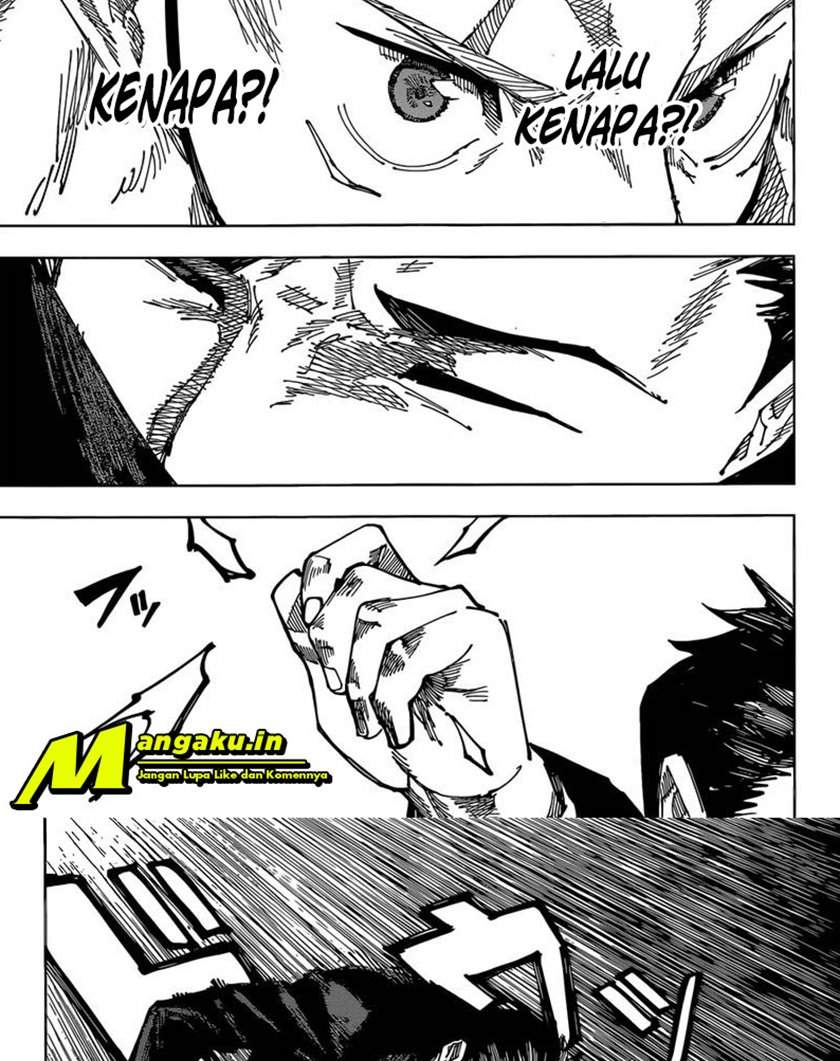 KENAPA?!
LALU
KENAPA?!
ブッ
Mangaku.in
Jangan Lupa Like dan Komennya